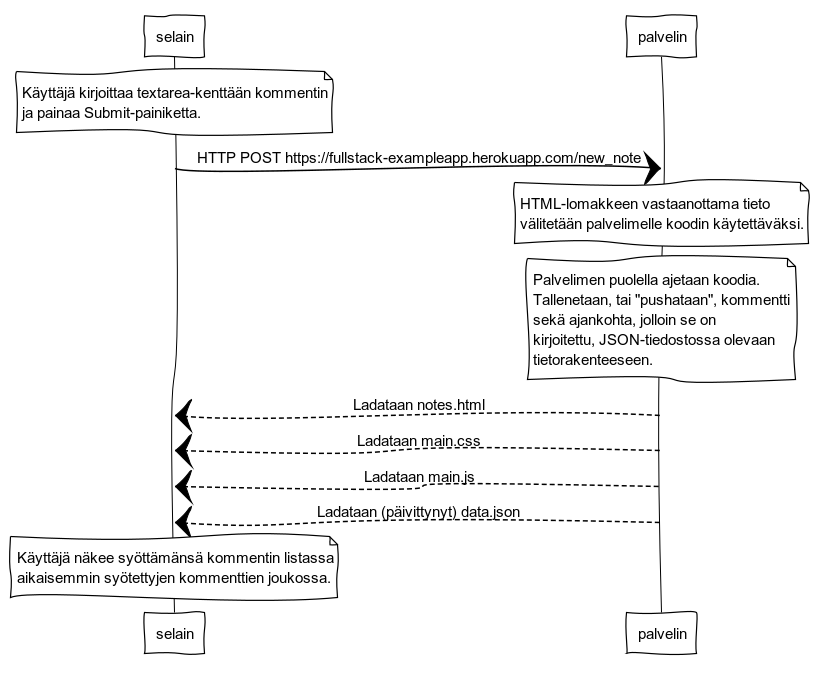 selain
palvelin
Käyttäjä kirjoittaa textarea-kenttään kommentin
ja painaa Submit-painiketta.
HTTP POST https://fullstack-exampleapp.herokuapp.com/new_note
HTML-lomakkeen vastaanottama tieto
välitetään palvelimelle koodin käytettäväksi.
Palvelimen puolella ajetaan koodia.
Tallenetaan, tai "pushataan", kommentti
sekä ajankohta, jolloin se on
kirjoitettu, JSON-tiedostossa olevaan
tietorakenteeseen.
Ladataan notes.html
Ladataan main.css
Ladataan main.js
Ladataan (päivittynyt) data.json
Käyttäjä näkee syöttämänsä kommentin listassa
aikaisemmin syötettyjen kommenttien joukossa.
selain
palvelin